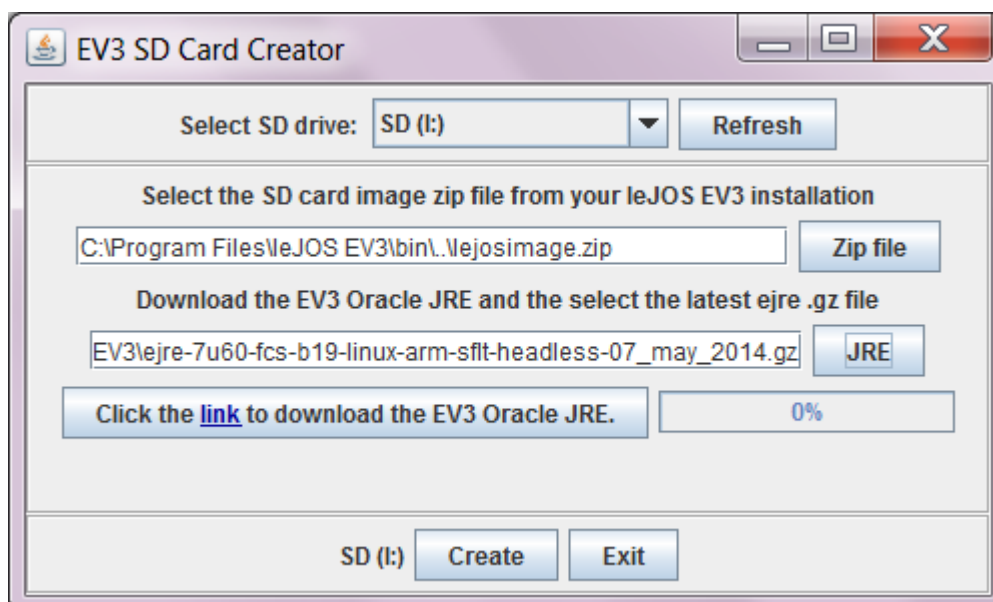 EV3 SD Card Creator
Select SD drive: SD (I:) Refresh
Select the SD card image zip file from your leJOS EV3 installation
C:\Program Files\leJOS EV3\bin\..\lejosimage.zip Zip file
Download the EV3 Oracle JRE and the select the latest ejre .gz file
EV3\ejre-7u60-fcs-b19-linux-arm-sflt-headless-07_may_2014.gz JRE
Click the link to download the EV3 Oracle JRE. 0%
SD (I:) Create Exit